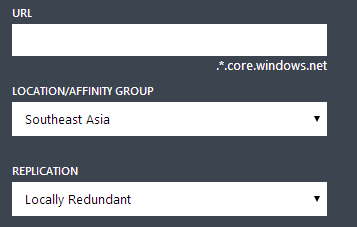 URL
.*.core.windows.net
LOCATION/AFFINITY GROUP
Southeast Asia
REPLICATION
Locally Redundant